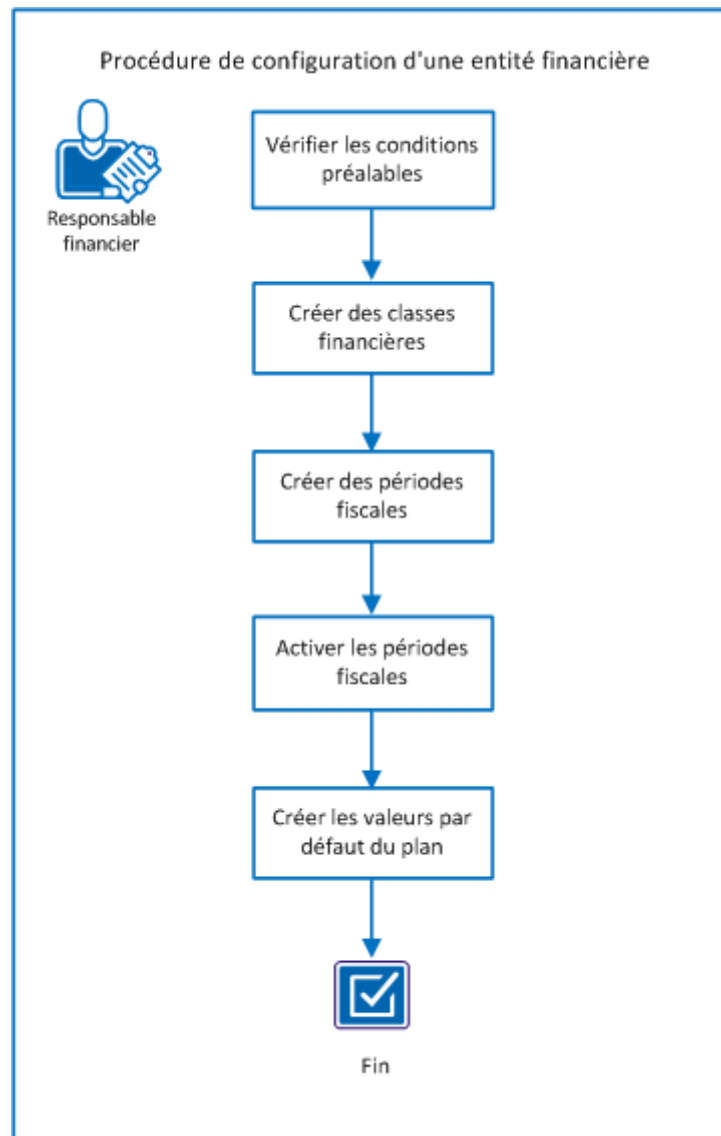 Procédure de configuration d'une entité financière
Responsable
financier
Vérifier les conditions
préalables
Créer des classes
financières
Créer des périodes
fiscales
Activer les périodes
fiscales
Créer les valeurs par
défaut du plan
Fin